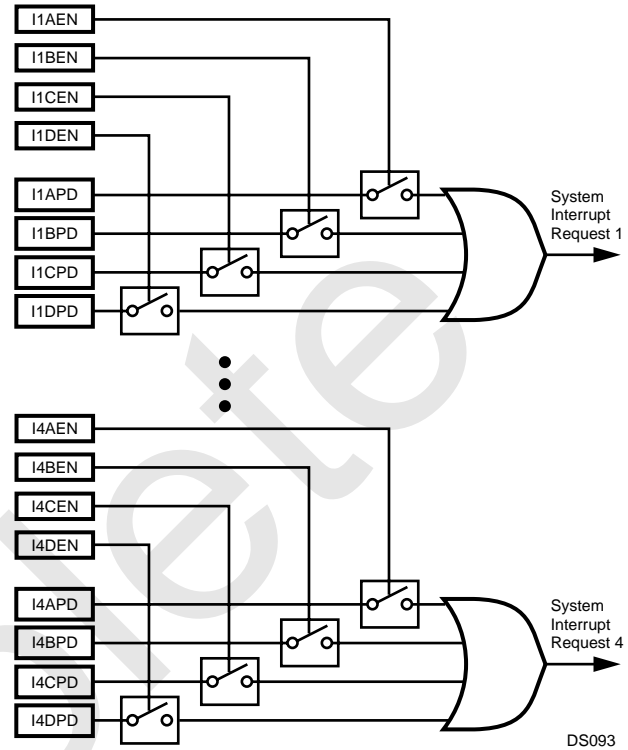 I1AEN
I1BEN
I1CEN
I1DEN
I1APD
I1BPD
I1CPD
I1DPD
System
Interrupt
Request 1
I4AEN
I4BEN
I4CEN
I4DEN
I4APD
I4BPD
I4CPD
I4DPD
System
Interrupt
Request 4
DS093
lete